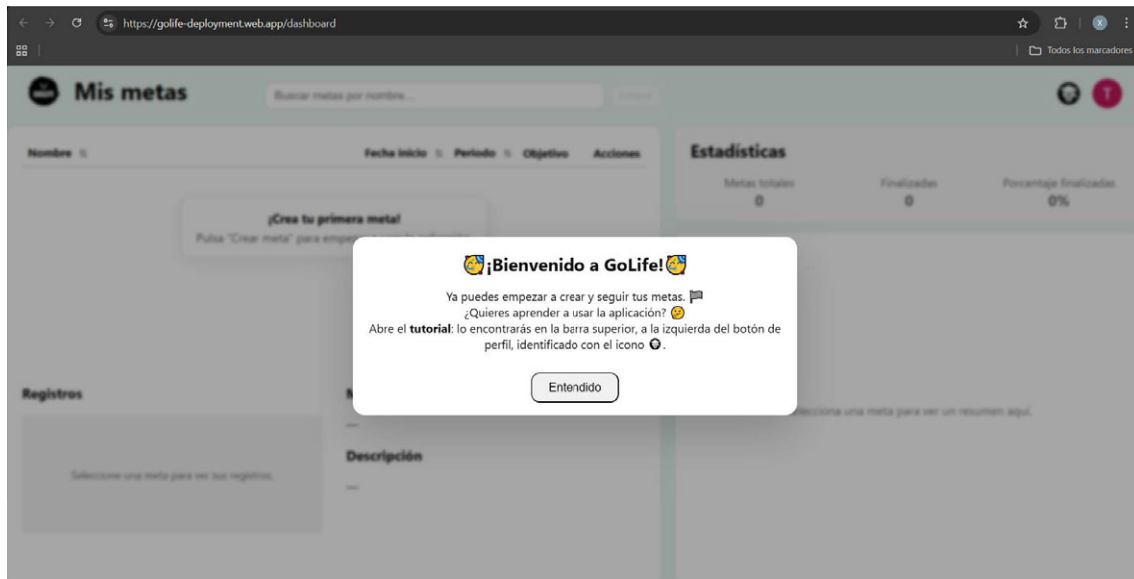 https://golife-deployment.web.app/dashboard
X
Todos los marcadores
Mis metas
Buscar metas por nombre...
T
Nombre
Fecha inicio Periodo Objetivo Acciones
¡Crea tu primera meta!
Pulsa "Crear meta" para
Estadísticas
Metas totales Finalizadas Porcentaje finalizadas
0 0 0%
¡Bienvenido a GoLife!
Ya puedes empezar a crear y seguir tus metas.
¿Quieres aprender a usar la aplicación?
Abre el tutorial: lo encontrarás en la barra superior, a la izquierda del botón de
perfil, identificado con el icono .
Entendido
Registros
Seleccione una meta para ver sus registros.
—
Descripción
—
una meta para ver un resumen aquí.